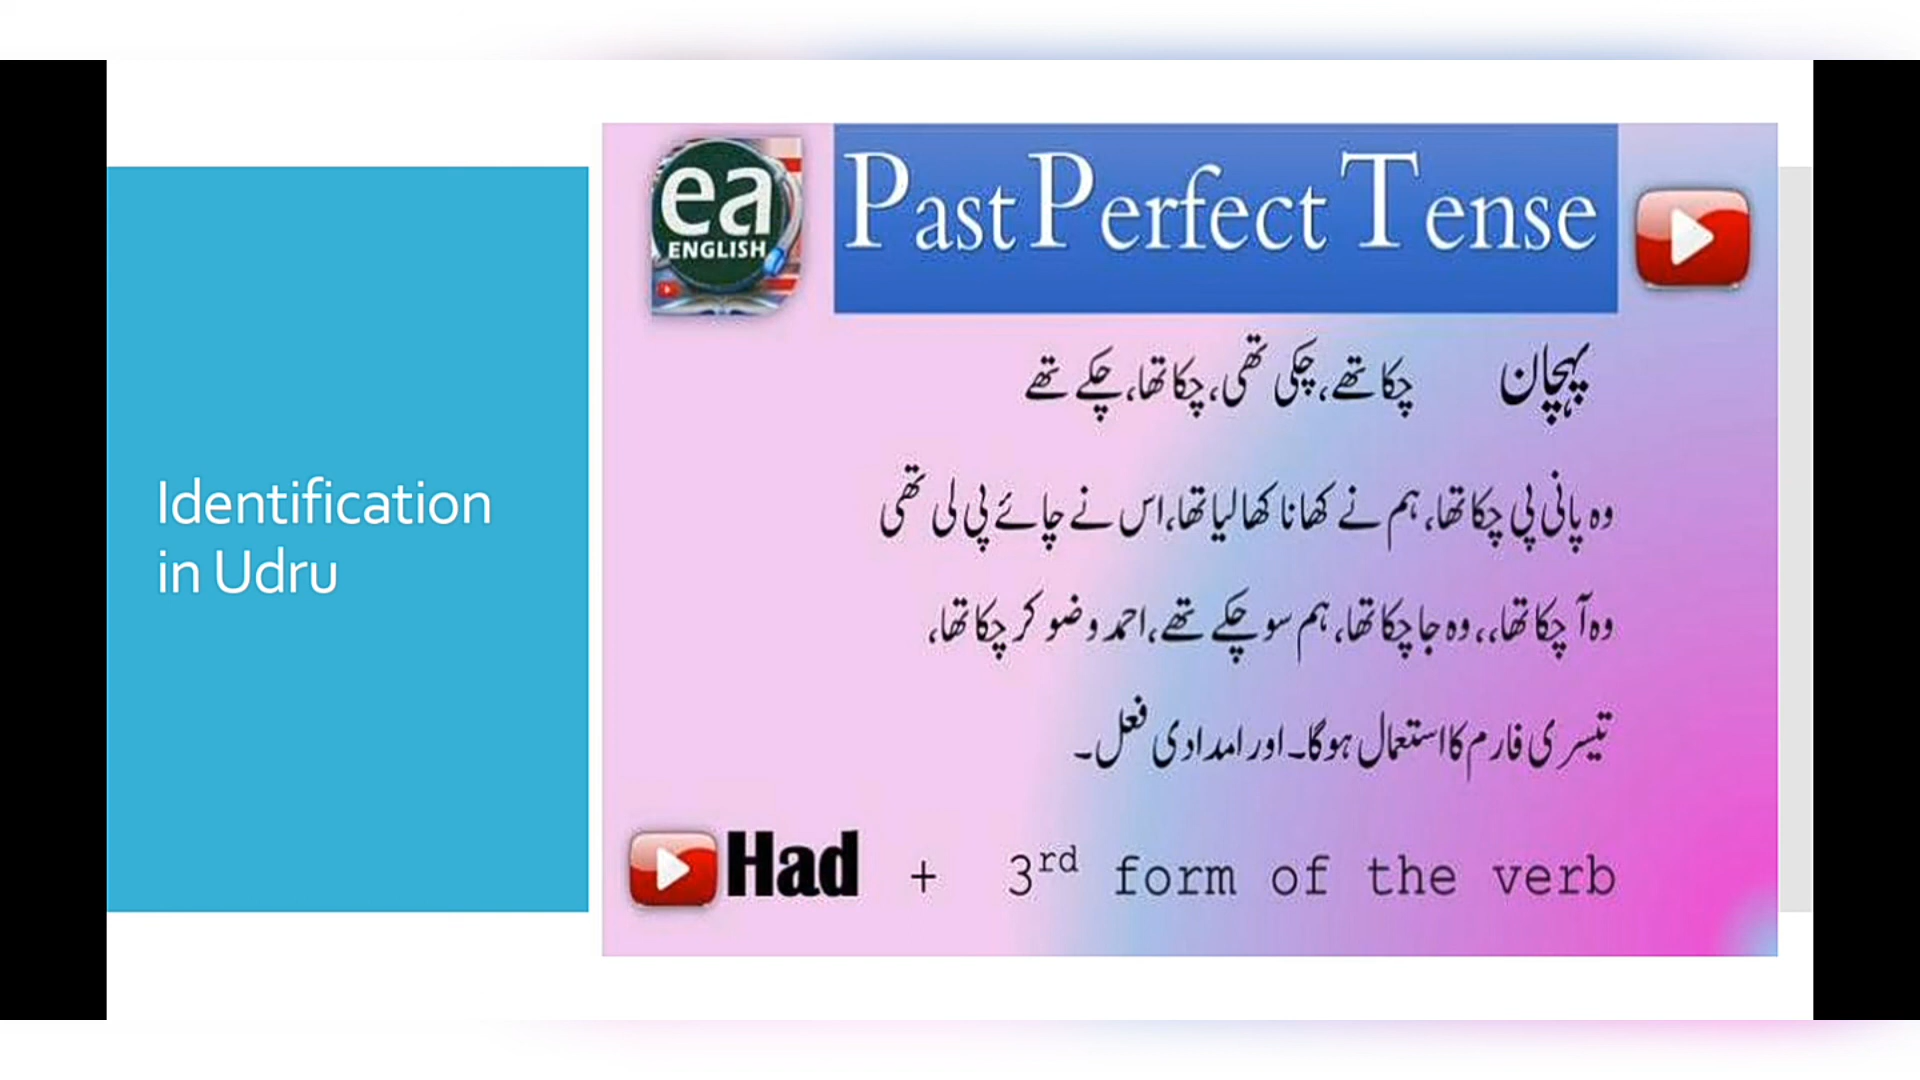 Identification
in Udru
ea
ENGLISH
Past Perfect Tense
پہچان چکا تھے، چکی تھی، چکا تھا، چکے تھے
وہ پانی پی چکا تھا، ہم نے کھانا کھا لیا تھا، اس نے چائے پی لی تھی
وہ آ چکا تھا،، وہ جا چکا تھا، ہم سو چکے تھے، احمد وضو کر چکا تھا،
تیسری فارم کا استعمال ہوگا۔ اور امدادی فعل۔
Had + 3rd form of the verb